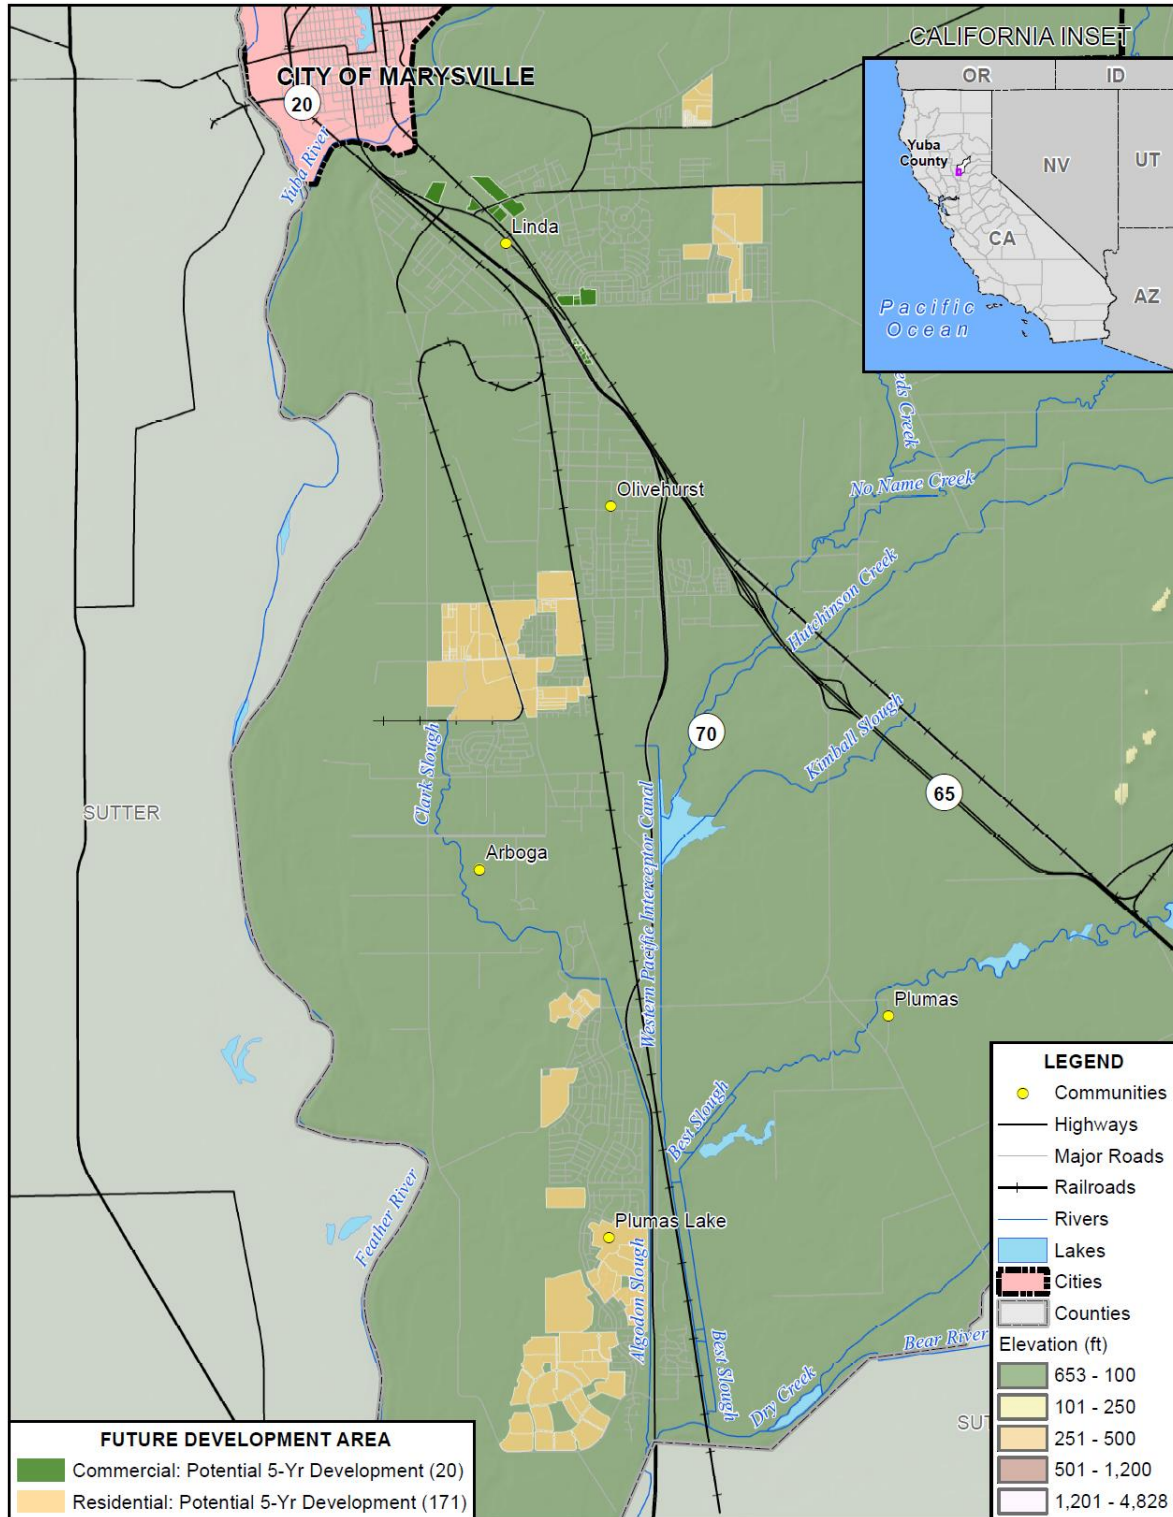 CALIFORNIA INSET
OR
ID
CITY OF MARYSVILLE
20
Yuba
County
NV
UT
CA
AZ
Pacific
Ocean
Yuba River
Linda
eds Creek
No Name Creek
Olivehurst
Hutchinson Creek
70
Kimball Slough
65
SUTTER
Clark Slough
Arboga
Western Pacific Interceptor Canal
Plumas
Best Slough
Feather River
Plumas Lake
Algodon Slough
Best Slough
Dry Creek
Bear River
SUT
LEGEND
Communities
Highways
Major Roads
Railroads
Rivers
Lakes
Cities
Counties
Elevation (ft)
653 - 100
101 - 250
251 - 500
501 - 1,200
1,201 - 4,828
FUTURE DEVELOPMENT AREA
Commercial: Potential 5-Yr Development (20)
Residential: Potential 5-Yr Development (171)